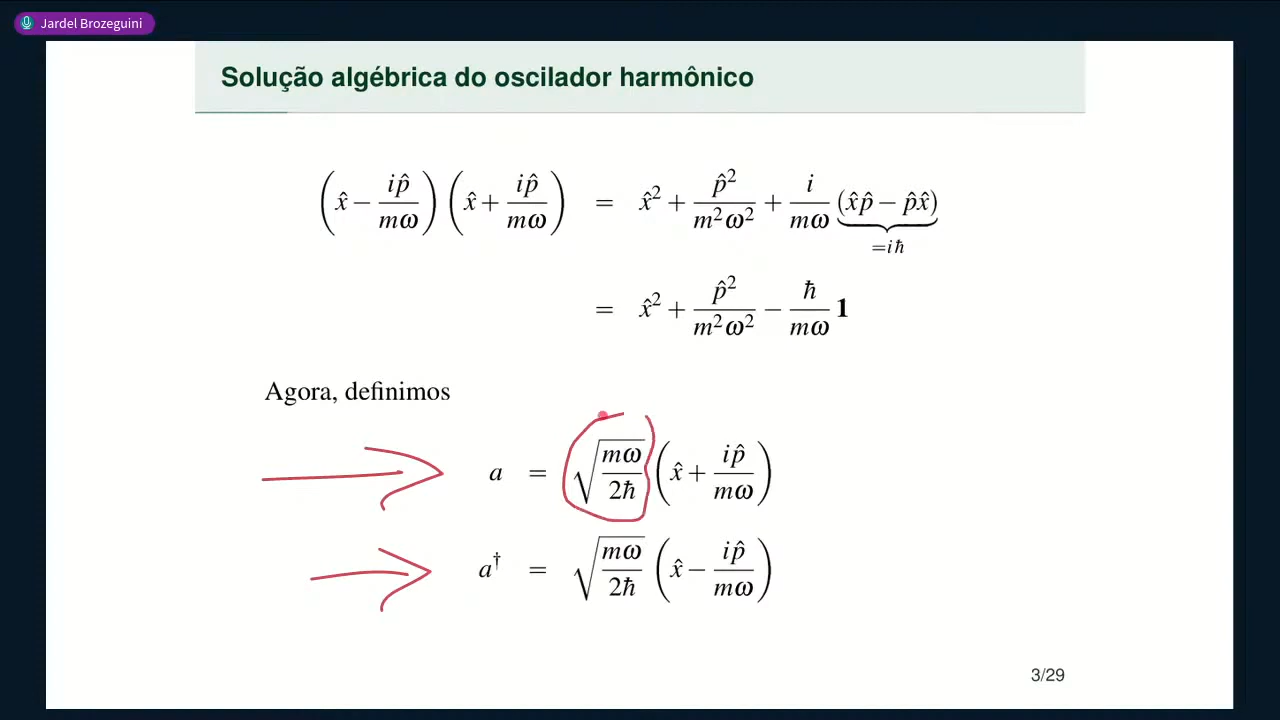 Jardel Brozeguini
Solução algébrica do oscilador harmônico
(x̂ − ip̂/mω) (x̂ + ip̂/mω) = x̂² + p̂²/m²ω² + i/mω (x̂p̂ − p̂x̂)
=iħ
= x̂² + p̂²/m²ω² − ħ/mω 1
Agora, definimos
a = √(mω/2ħ) (x̂ + ip̂/mω)
a† = √(mω/2ħ) (x̂ − ip̂/mω)
3/29